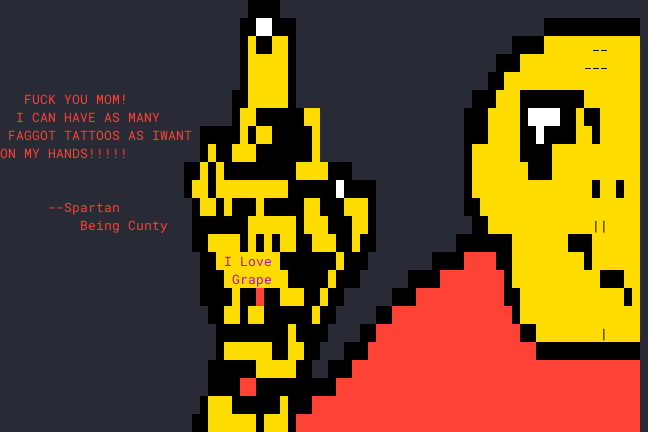 FUCK YOU MOM!
I CAN HAVE AS MANY
FAGGOT TATTOOS AS IWANT
ON MY HANDS!!!!!
--Spartan
Being Cunty
I Love
Grape